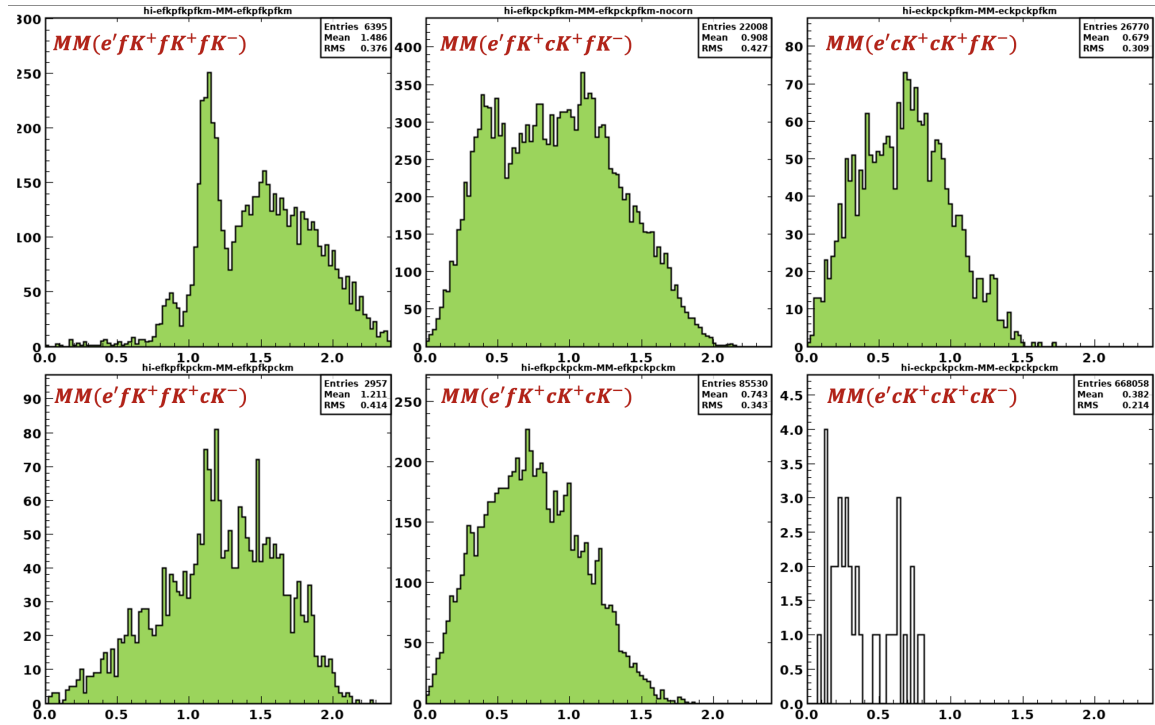 hi-efkpfkpfkm-MM-efkpfkpfkm
MM(e′fK⁺fK⁺fK⁻)
Entries 6395
Mean 1.486
RMS 0.376
300
250
200
150
100
50
0
0.0 0.5 1.0 1.5 2.0
hi-efkpckpfkm-MM-efkpckpfkm-nocorn
MM(e′fK⁺cK⁺fK⁻)
Entries 22008
Mean 0.908
RMS 0.427
400
350
300
250
200
150
100
50
0
0.0 0.5 1.0 1.5 2.0
hi-eckpckpfkm-MM-eckpckpfkm
MM(e′cK⁺cK⁺fK⁻)
Entries 26770
Mean 0.679
RMS 0.309
80
70
60
50
40
30
20
10
0
0.0 0.5 1.0 1.5 2.0
hi-efkpfkpckm-MM-efkpfkpckm
MM(e′fK⁺fK⁺cK⁻)
Entries 2957
Mean 1.211
RMS 0.414
90
80
70
60
50
40
30
20
10
0
0.0 0.5 1.0 1.5 2.0
hi-efkpckpckm-MM-efkpckpckm
MM(e′fK⁺cK⁺cK⁻)
Entries 85530
Mean 0.743
RMS 0.343
250
200
150
100
50
0
0.0 0.5 1.0 1.5 2.0
hi-eckpckpckm-MM-eckpckpckm
MM(e′cK⁺cK⁺cK⁻)
Entries 668058
Mean 0.382
RMS 0.214
4.5
4.0
3.5
3.0
2.5
2.0
1.5
1.0
0.5
0.0
0.0 0.5 1.0 1.5 2.0